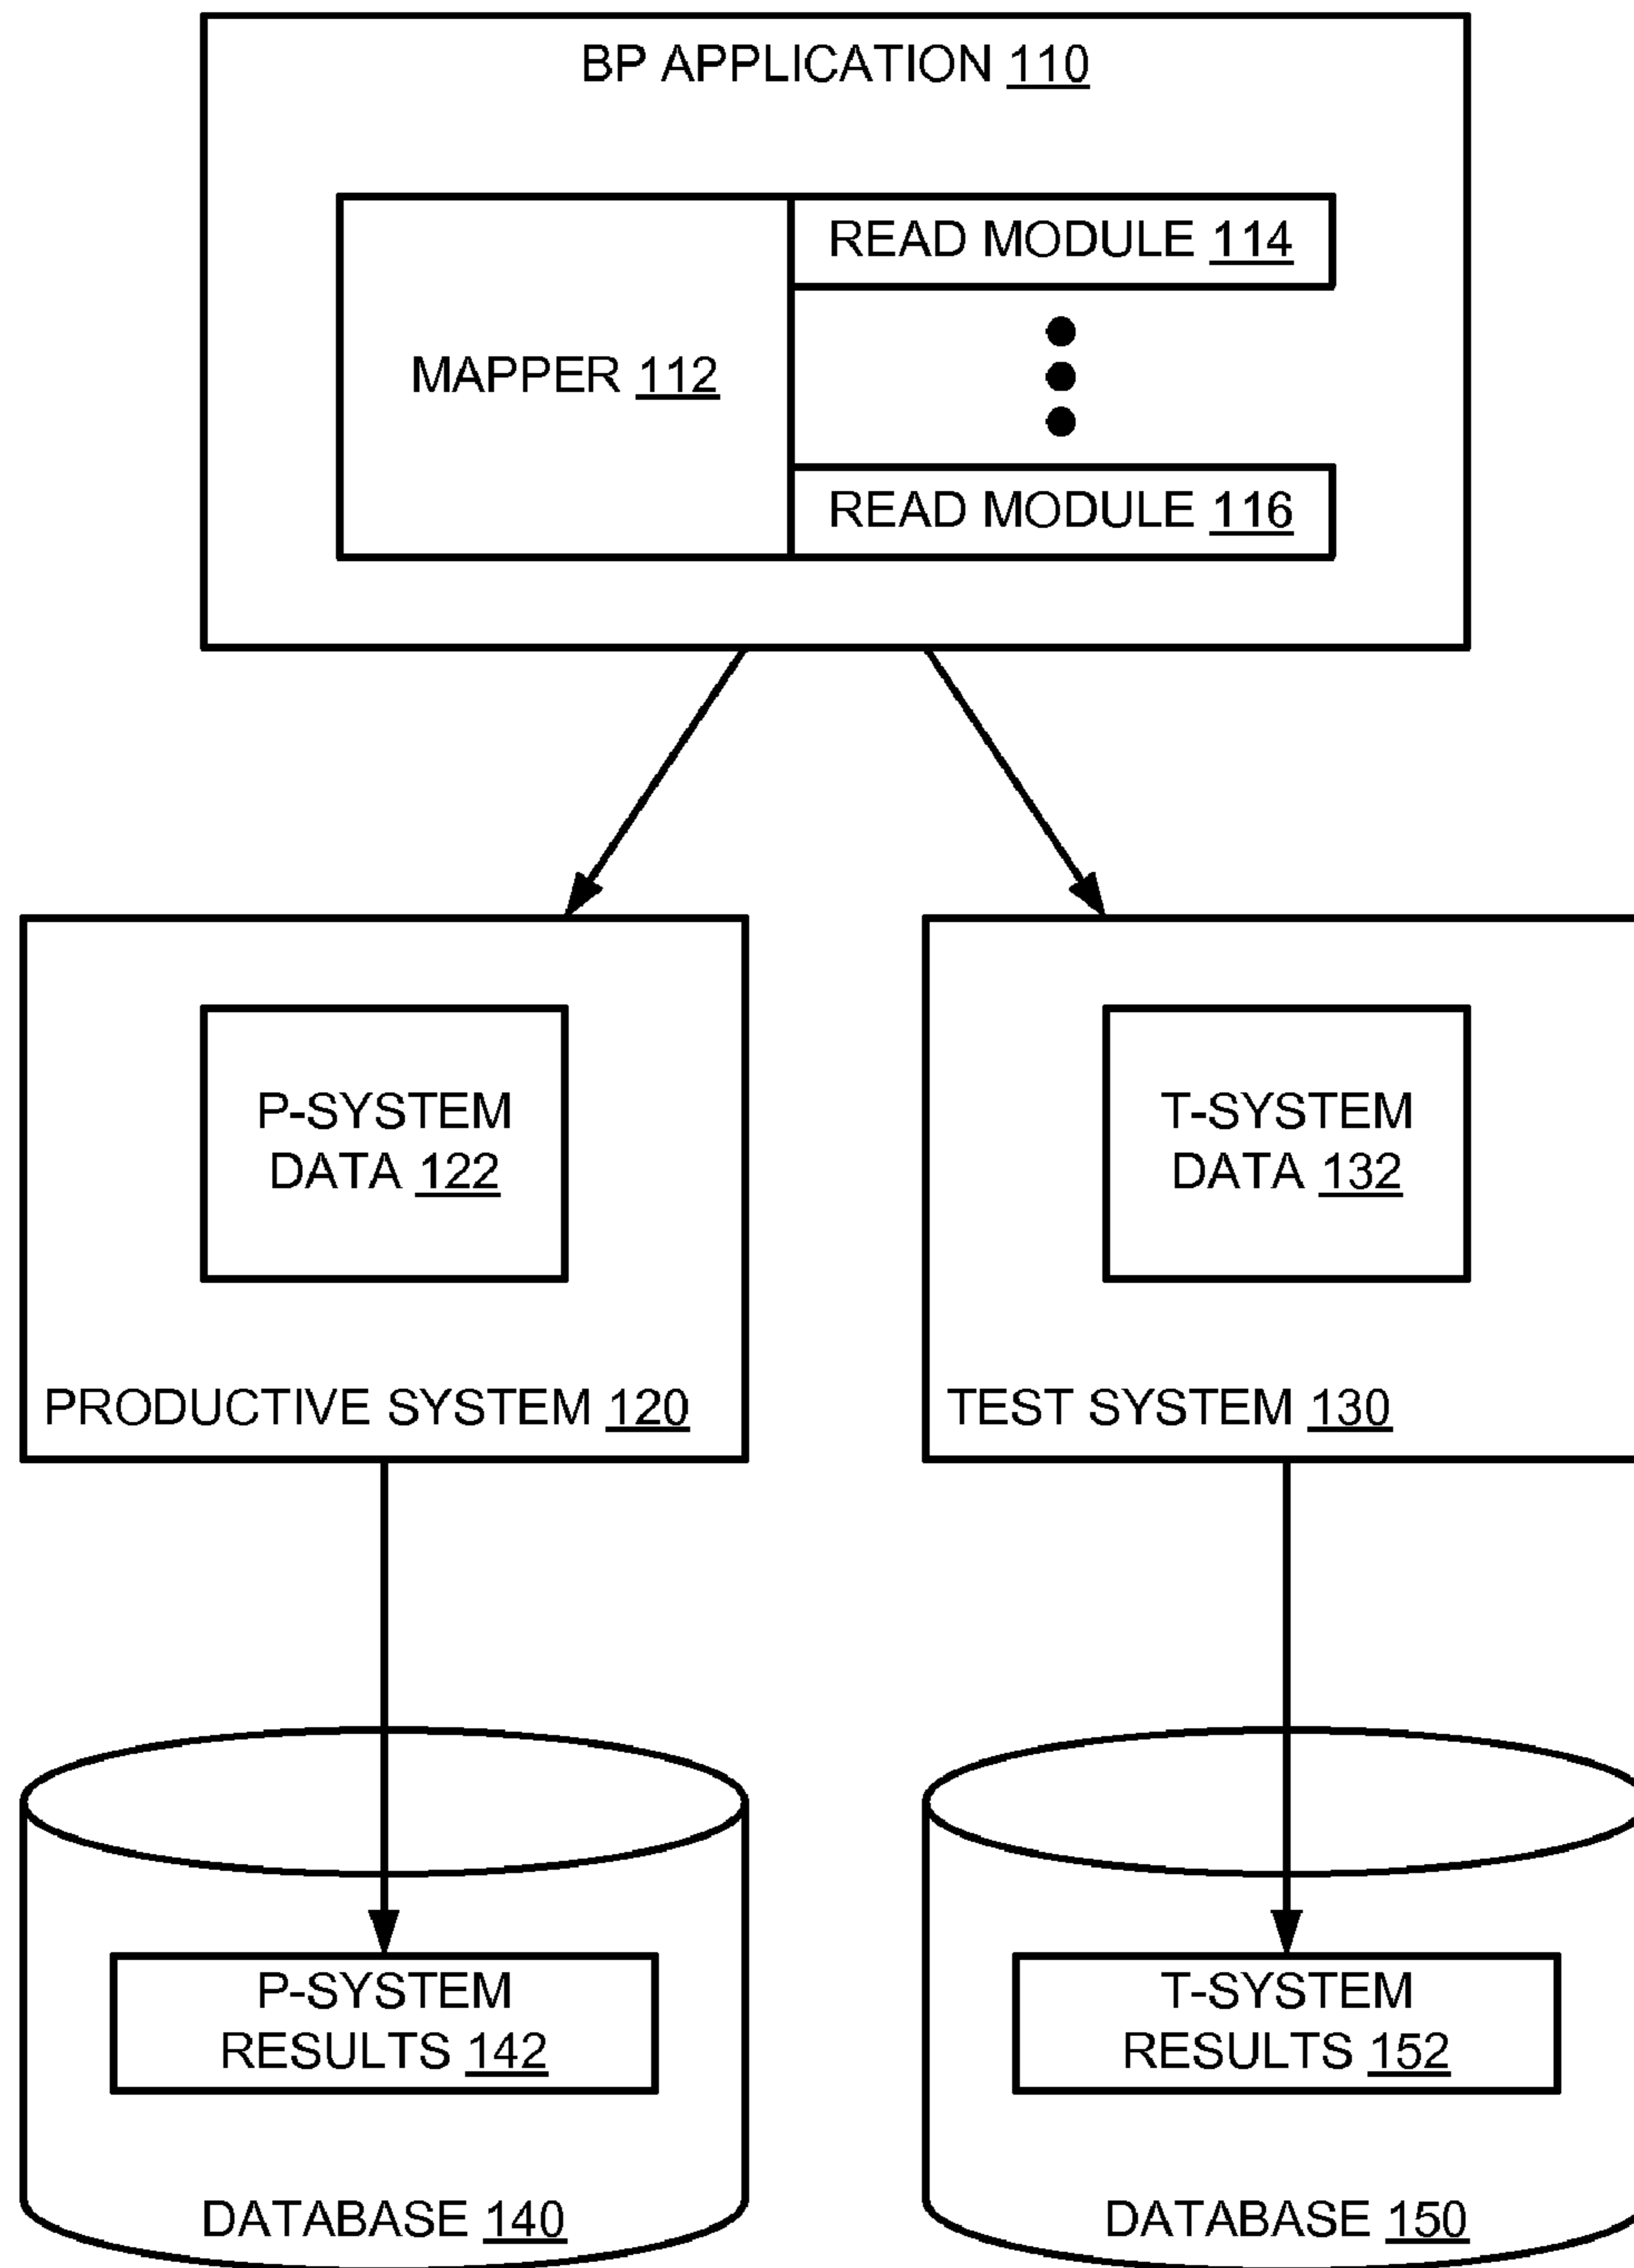 BP APPLICATION 110
READ MODULE 114
MAPPER 112
READ MODULE 116
P-SYSTEM
DATA 122
PRODUCTIVE SYSTEM 120
T-SYSTEM
DATA 132
TEST SYSTEM 130
P-SYSTEM
RESULTS 142
DATABASE 140
T-SYSTEM
RESULTS 152
DATABASE 150